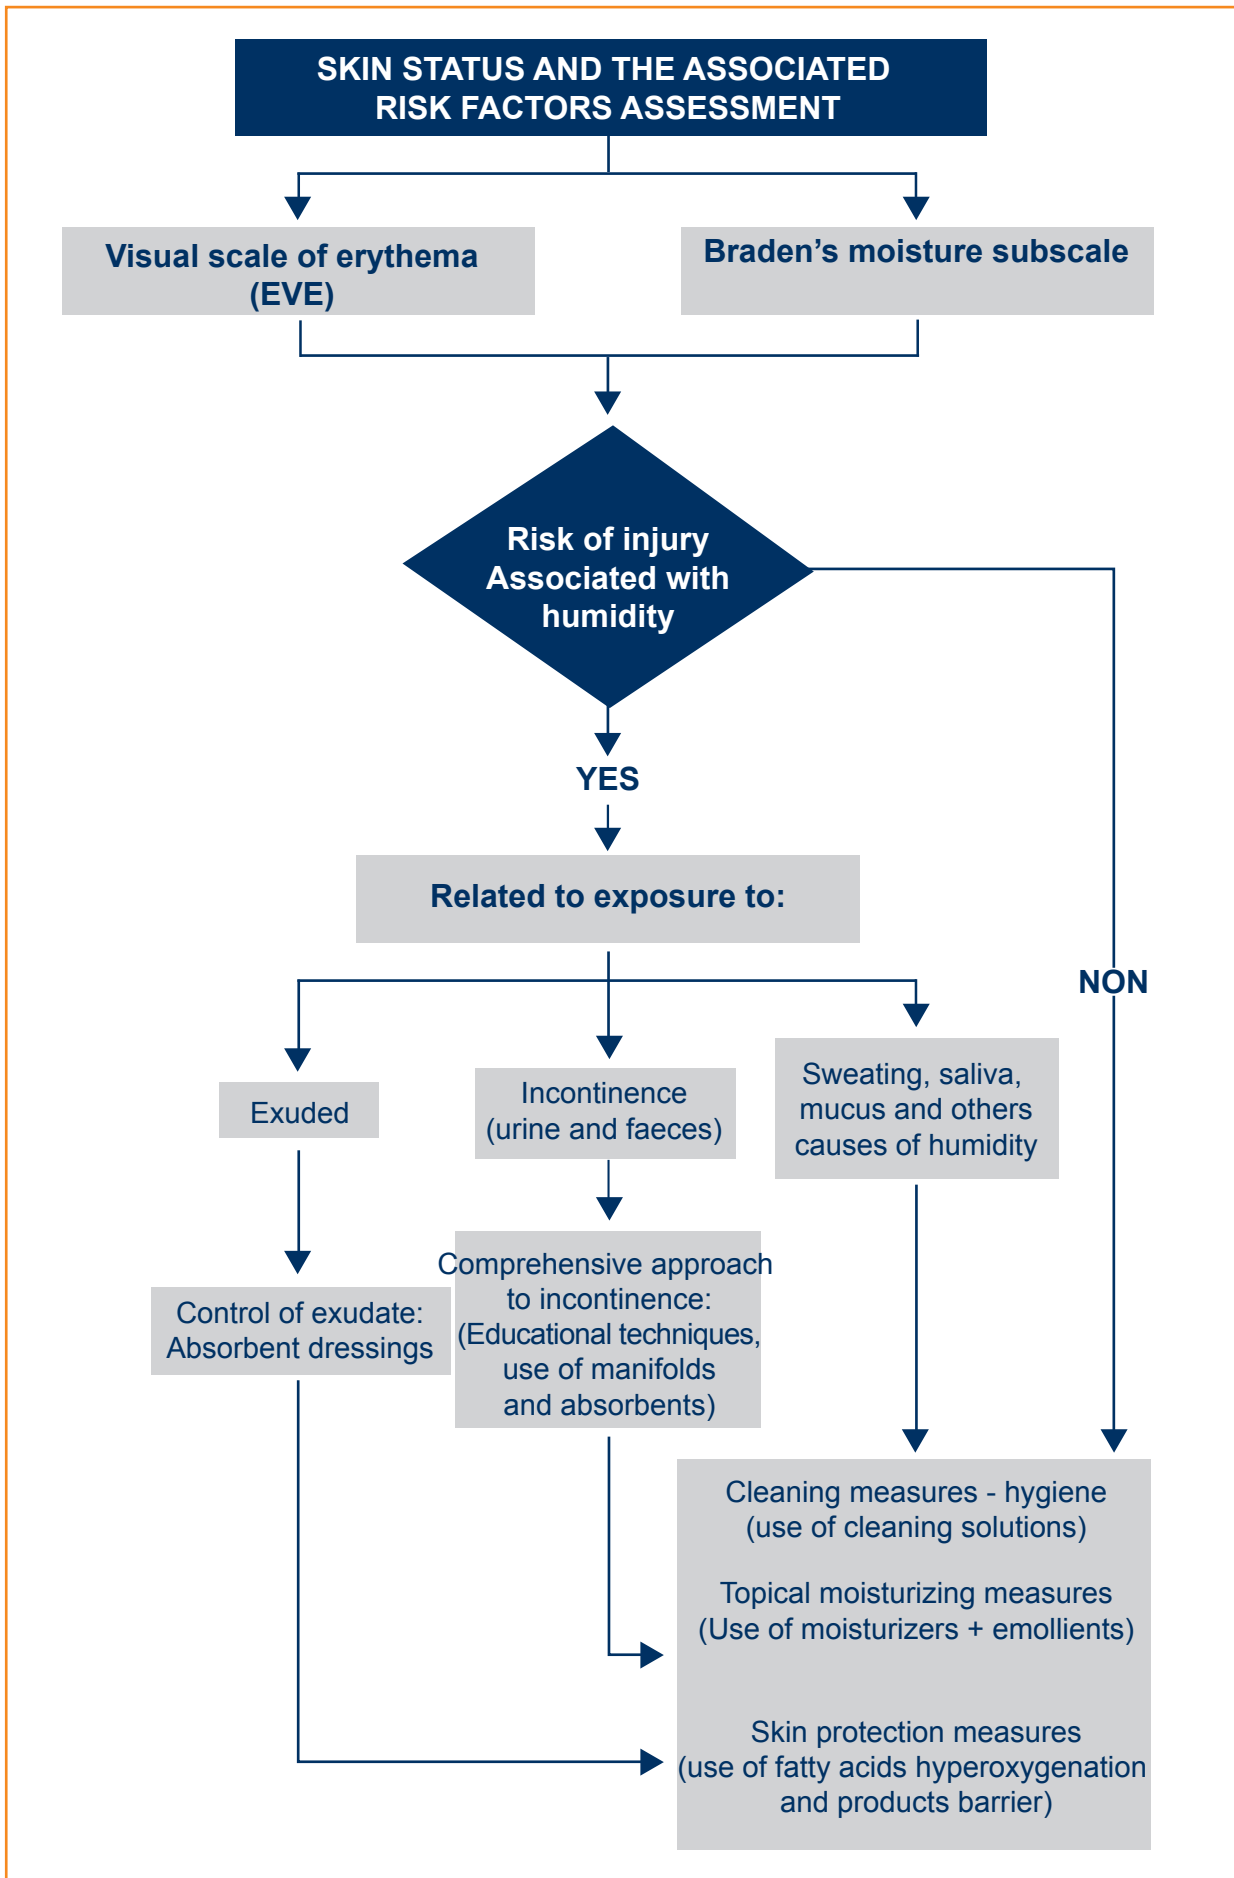 SKIN STATUS AND THE ASSOCIATED
RISK FACTORS ASSESSMENT
Visual scale of erythema
(EVE)
Braden's moisture subscale
Risk of injury
Associated with
humidity
YES
Related to exposure to:
NON
Exuded
Incontinence
(urine and faeces)
Sweating, saliva,
mucus and others
causes of humidity
Control of exudate:
Absorbent dressings
Comprehensive approach
to incontinence:
(Educational techniques,
use of manifolds
and absorbents)
Cleaning measures - hygiene
(use of cleaning solutions)
Topical moisturizing measures
(Use of moisturizers + emollients)
Skin protection measures
(use of fatty acids hyperoxygenation
and products barrier)